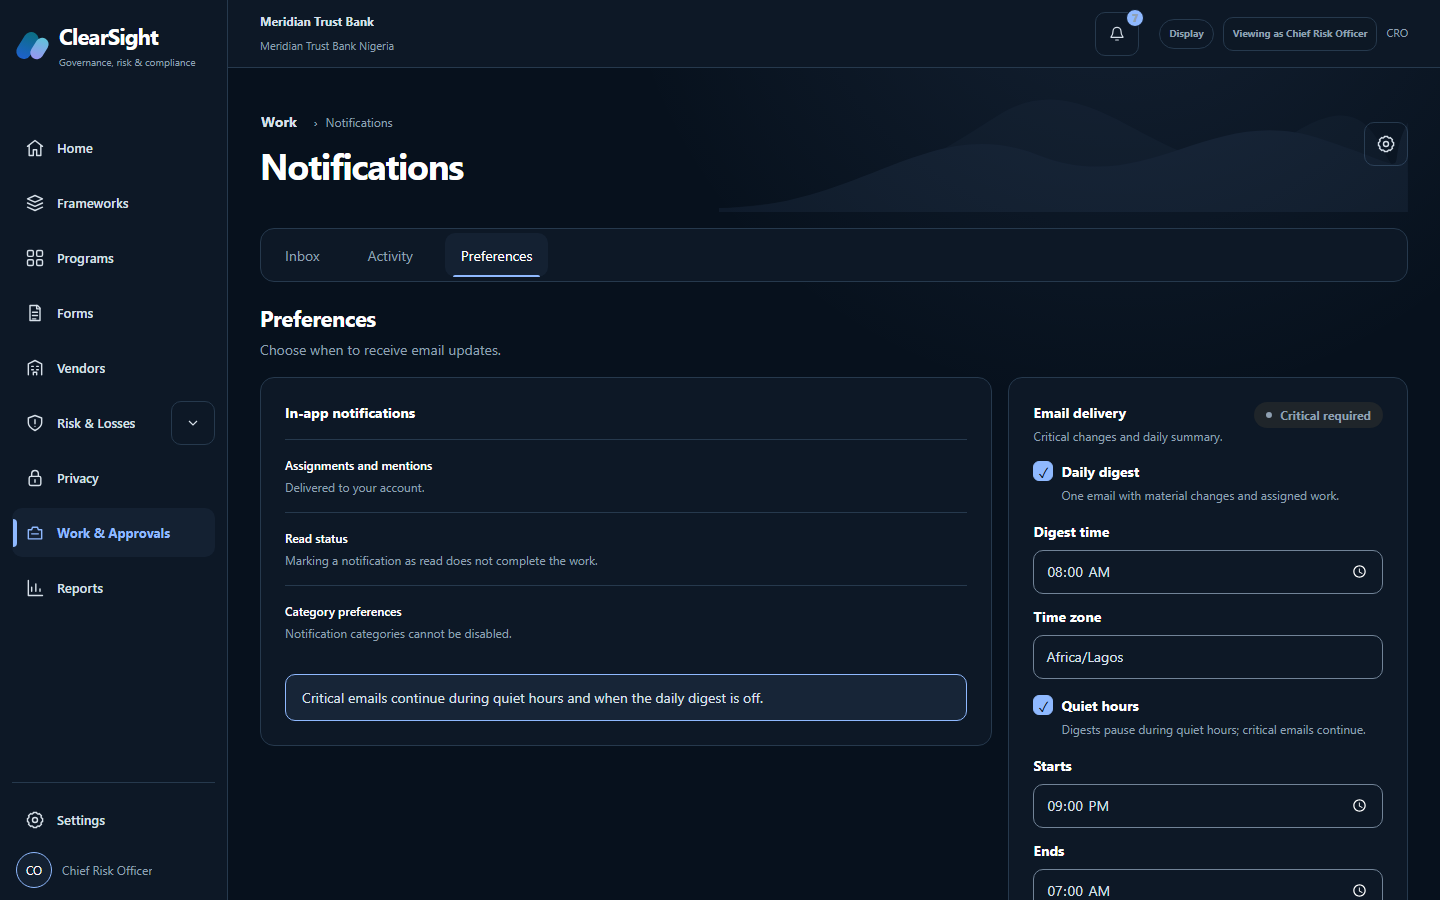 ClearSight
Governance, risk & compliance
Home
Frameworks
Programs
Forms
Vendors
Risk & Losses
Privacy
Work & Approvals
Reports
Settings
CO
Chief Risk Officer
Meridian Trust Bank
Meridian Trust Bank Nigeria
Display
Viewing as Chief Risk Officer
CRO
Work › Notifications
Notifications
Inbox
Activity
Preferences
Preferences
Choose when to receive email updates.
In-app notifications
Assignments and mentions
Delivered to your account.
Read status
Marking a notification as read does not complete the work.
Category preferences
Notification categories cannot be disabled.
Critical emails continue during quiet hours and when the daily digest is off.
Email delivery
Critical required
Critical changes and daily summary.
Daily digest
One email with material changes and assigned work.
Digest time
08:00 AM
Time zone
Africa/Lagos
Quiet hours
Digests pause during quiet hours; critical emails continue.
Starts
09:00 PM
Ends
07:00 AM